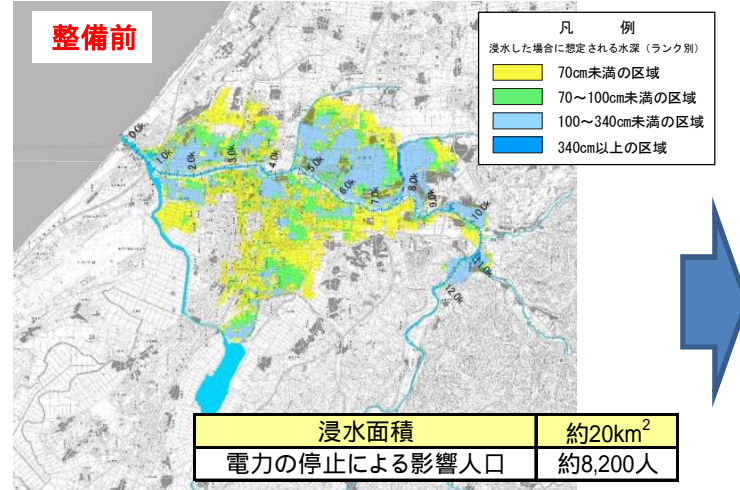 整備前
凡　例
浸水した場合に想定される水深（ランク別）
70cm未満の区域
70～100cm未満の区域
100～340cm未満の区域
340cm以上の区域
0.0k
1.0k
2.0k
3.0k
4.0k
5.0k
6.0k
7.0k
8.0k
9.0k
10.0k
11.0k
12.0k
浸水面積 約20km²
電力の停止による影響人口 約8,200人